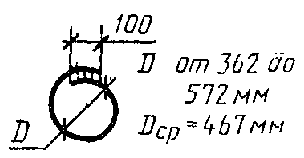 100
D от 362 до
572 мм
Dср = 467 мм
D